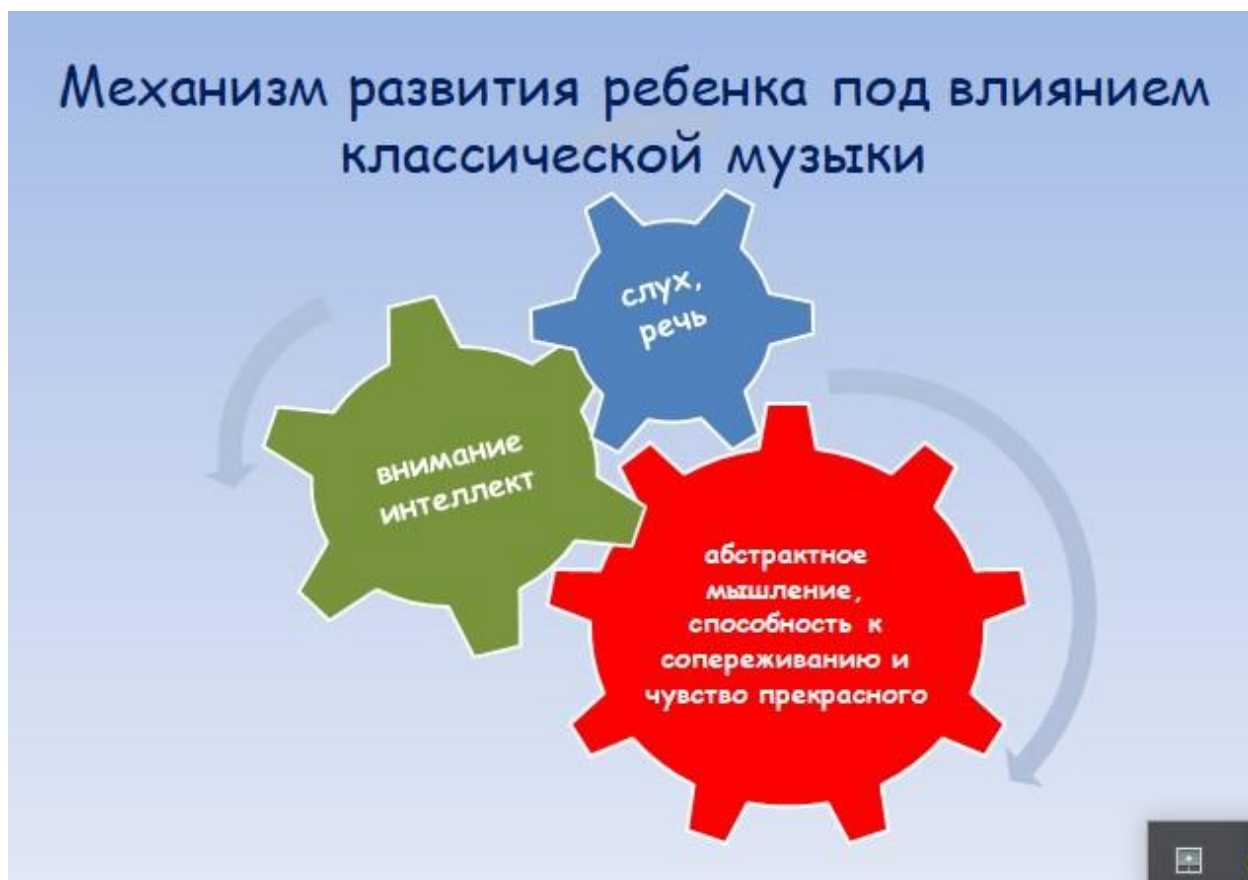 Механизм развития ребенка под влиянием
классической музыки
слух,
речь
внимание
интеллект
абстрактное
мышление,
способность к
сопереживанию и
чувство прекрасного